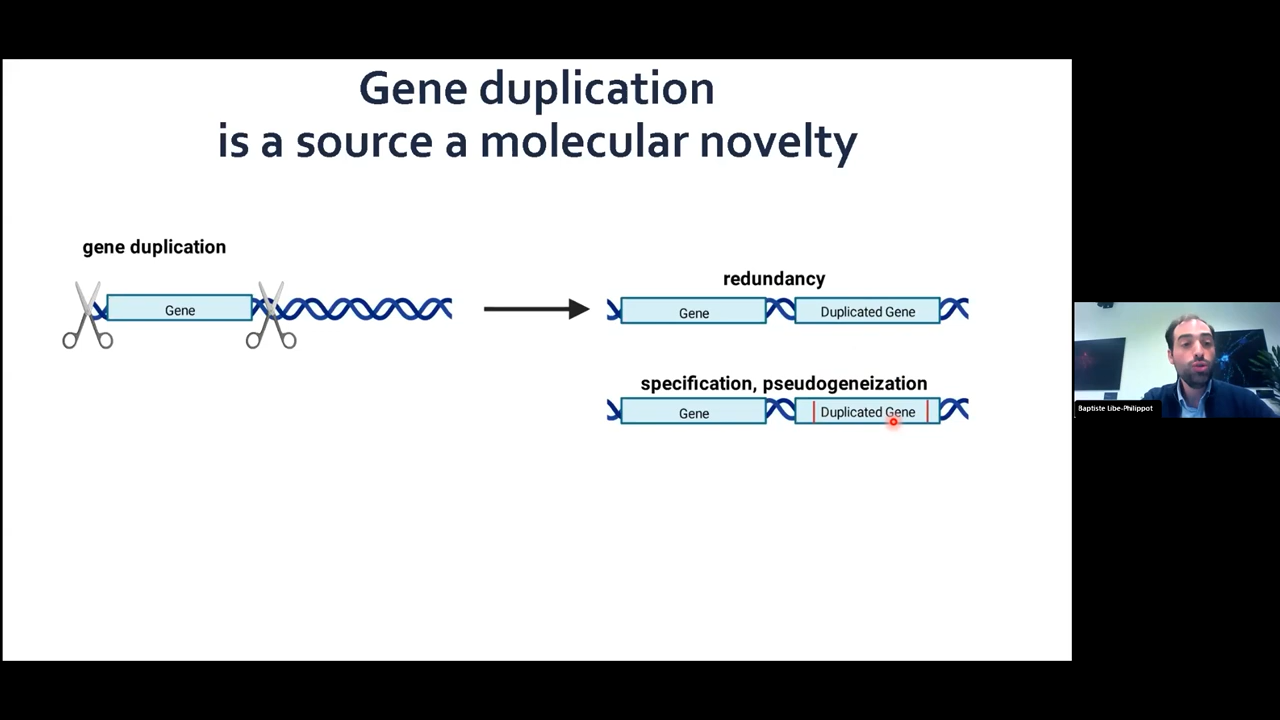 Gene duplication
is a source a molecular novelty
gene duplication
Gene
redundancy
Gene
Duplicated Gene
specification, pseudogeneization
Gene
Duplicated Gene
Baptiste Libe-Philippot